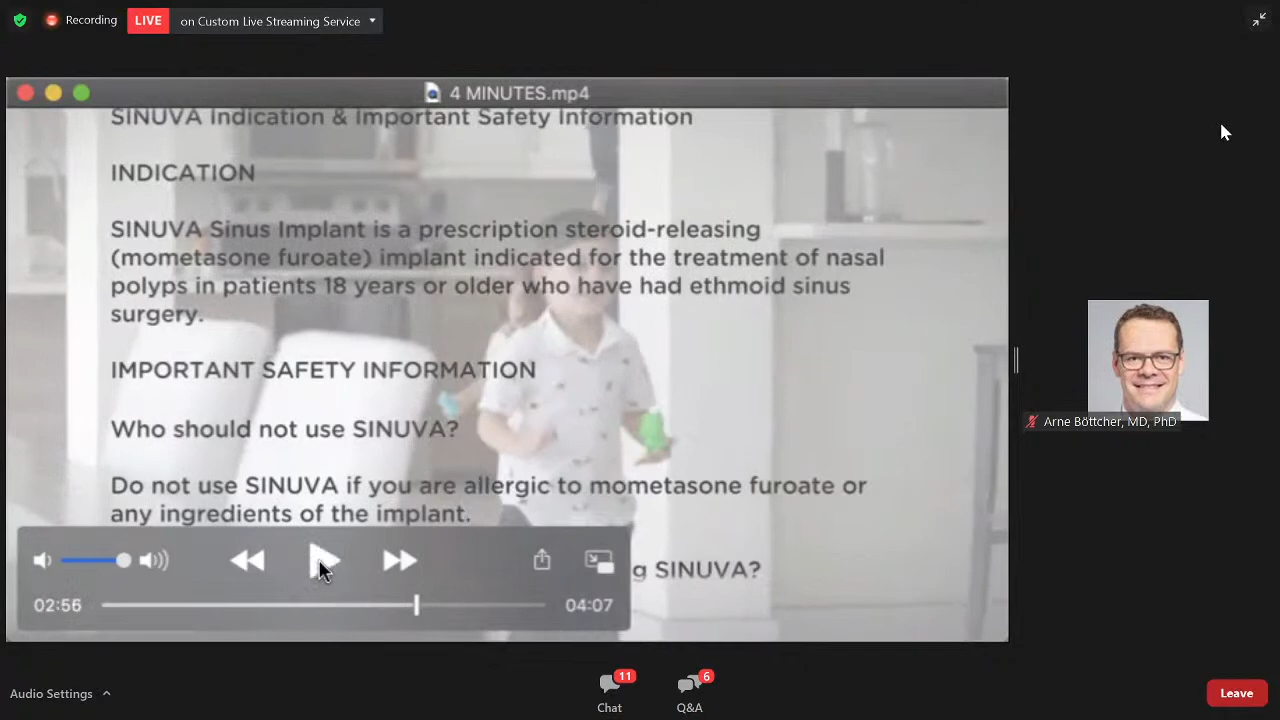 Recording
LIVE
on Custom Live Streaming Service
4 MINUTES.mp4
SINUVA Indication & Important Safety Information
INDICATION
SINUVA Sinus Implant is a prescription steroid-releasing
(mometasone furoate) implant indicated for the treatment of nasal
polyps in patients 18 years or older who have had ethmoid sinus
surgery.
IMPORTANT SAFETY INFORMATION
Who should not use SINUVA?
Do not use SINUVA if you are allergic to mometasone furoate or
any ingredients of the implant.
SINUVA?
02:56
04:07
Arne Böttcher, MD, PhD
Audio Settings
11
Chat
6
Q&A
Leave